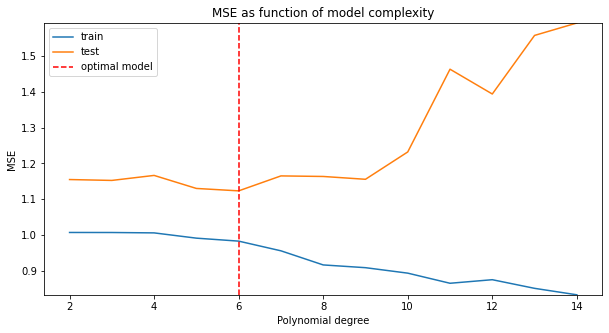 MSE as function of model complexity
train
test
optimal model
MSE
1.5
1.4
1.3
1.2
1.1
1.0
0.9
2 4 6 8 10 12 14
Polynomial degree